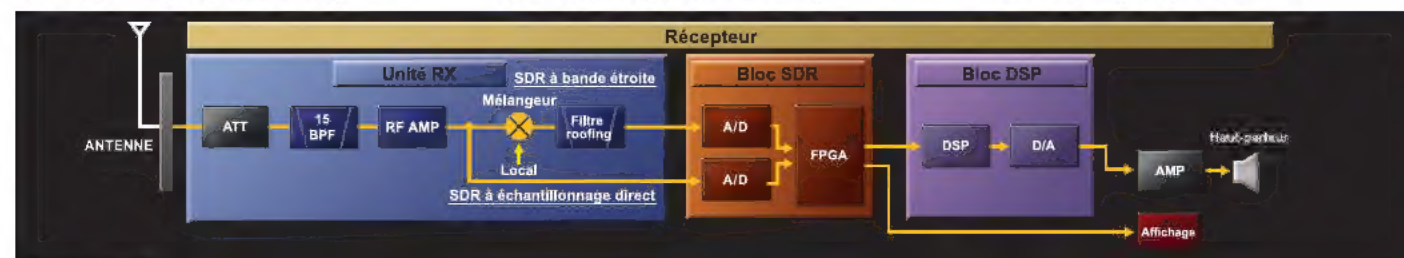 Récepteur
Unité RX
SDR à bande étroite
Bloc SDR
Bloc DSP
Mélangeur
ANTENNE
ATT
15
BPF
RF AMP
Filtre
roofing
A/D
FPGA
DSP
D/A
Haut-parleur
Local
A/D
AMP
SDR à échantillonnage direct
Affichage